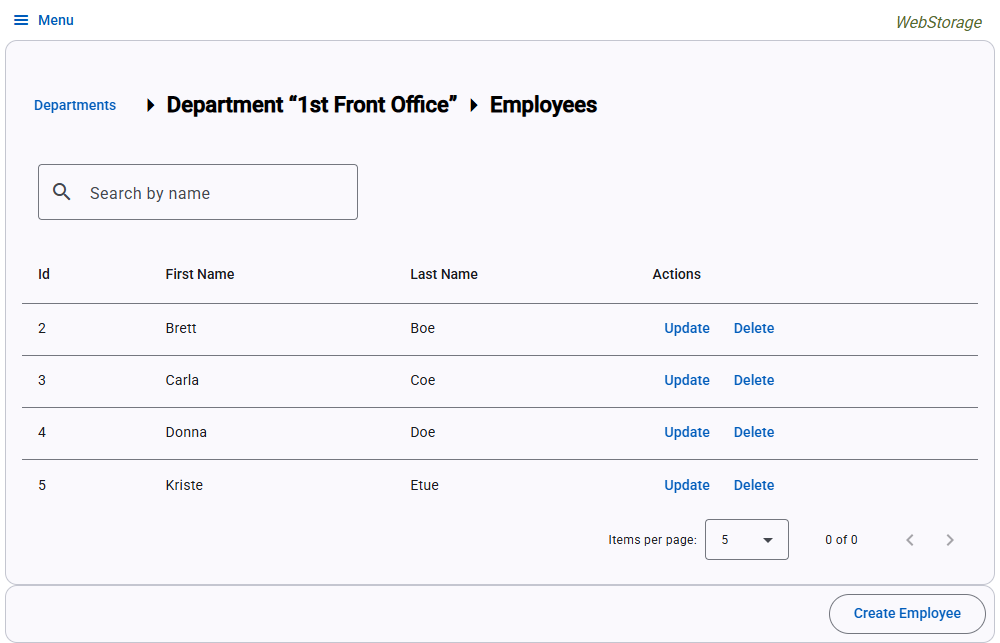 Menu
WebStorage
Departments
Department “1st Front Office”
Employees
Search by name
Id First Name Last Name Actions
2 Brett Boe Update Delete
3 Carla Coe Update Delete
4 Donna Doe Update Delete
5 Kriste Etue Update Delete
Items per page: 5 0 of 0
Create Employee